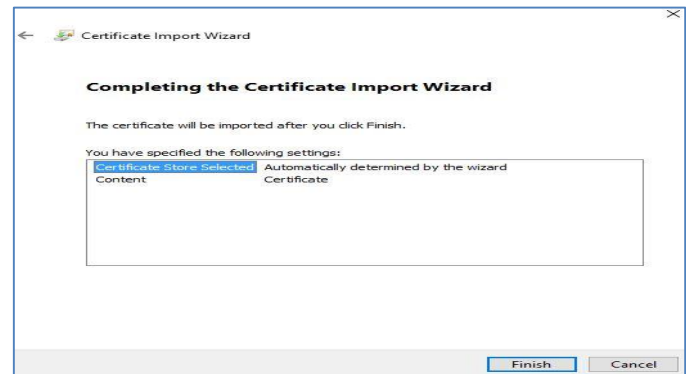 Certificate Import Wizard
Completing the Certificate Import Wizard
The certificate will be imported after you click Finish.
You have specified the following settings:
Certificate Store Selected Automatically determined by the wizard
Content Certificate
Finish Cancel